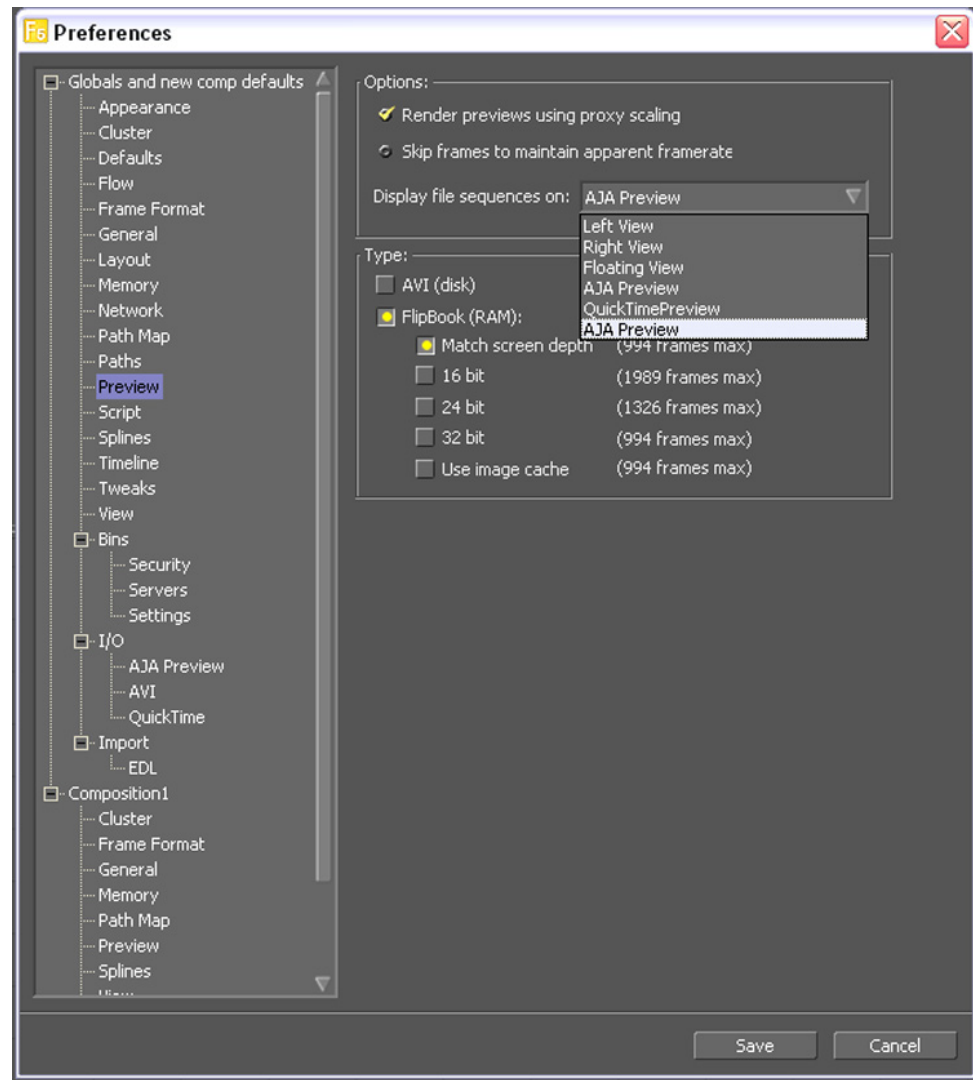 F5 Preferences
Globals and new comp defaults
Appearance
Cluster
Defaults
Flow
Frame Format
General
Layout
Memory
Network
Path Map
Paths
Preview
Script
Splines
Timeline
Tweaks
View
Bins
Security
Servers
Settings
I/O
AJA Preview
AVI
QuickTime
Import
EDL
Composition1
Cluster
Frame Format
General
Memory
Path Map
Preview
Splines
View
Options:
Render previews using proxy scaling
Skip frames to maintain apparent framerate
Display file sequences on: AJA Preview
Left View
Right View
Floating View
AJA Preview
QuickTimePreview
AJA Preview
Type:
AVI (disk)
FlipBook (RAM):
Match screen depth (994 frames max)
16 bit (1989 frames max)
24 bit (1326 frames max)
32 bit (994 frames max)
Use image cache (994 frames max)
Save Cancel